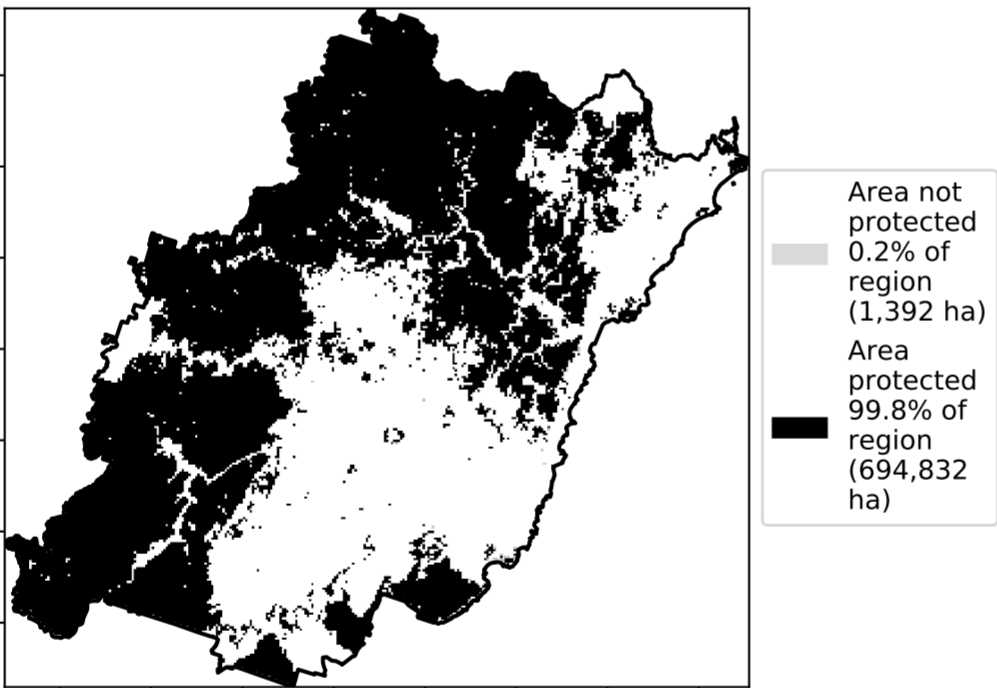 Area not
protected
0.2% of
region
(1,392 ha)
Area
protected
99.8% of
region
(694,832
ha)